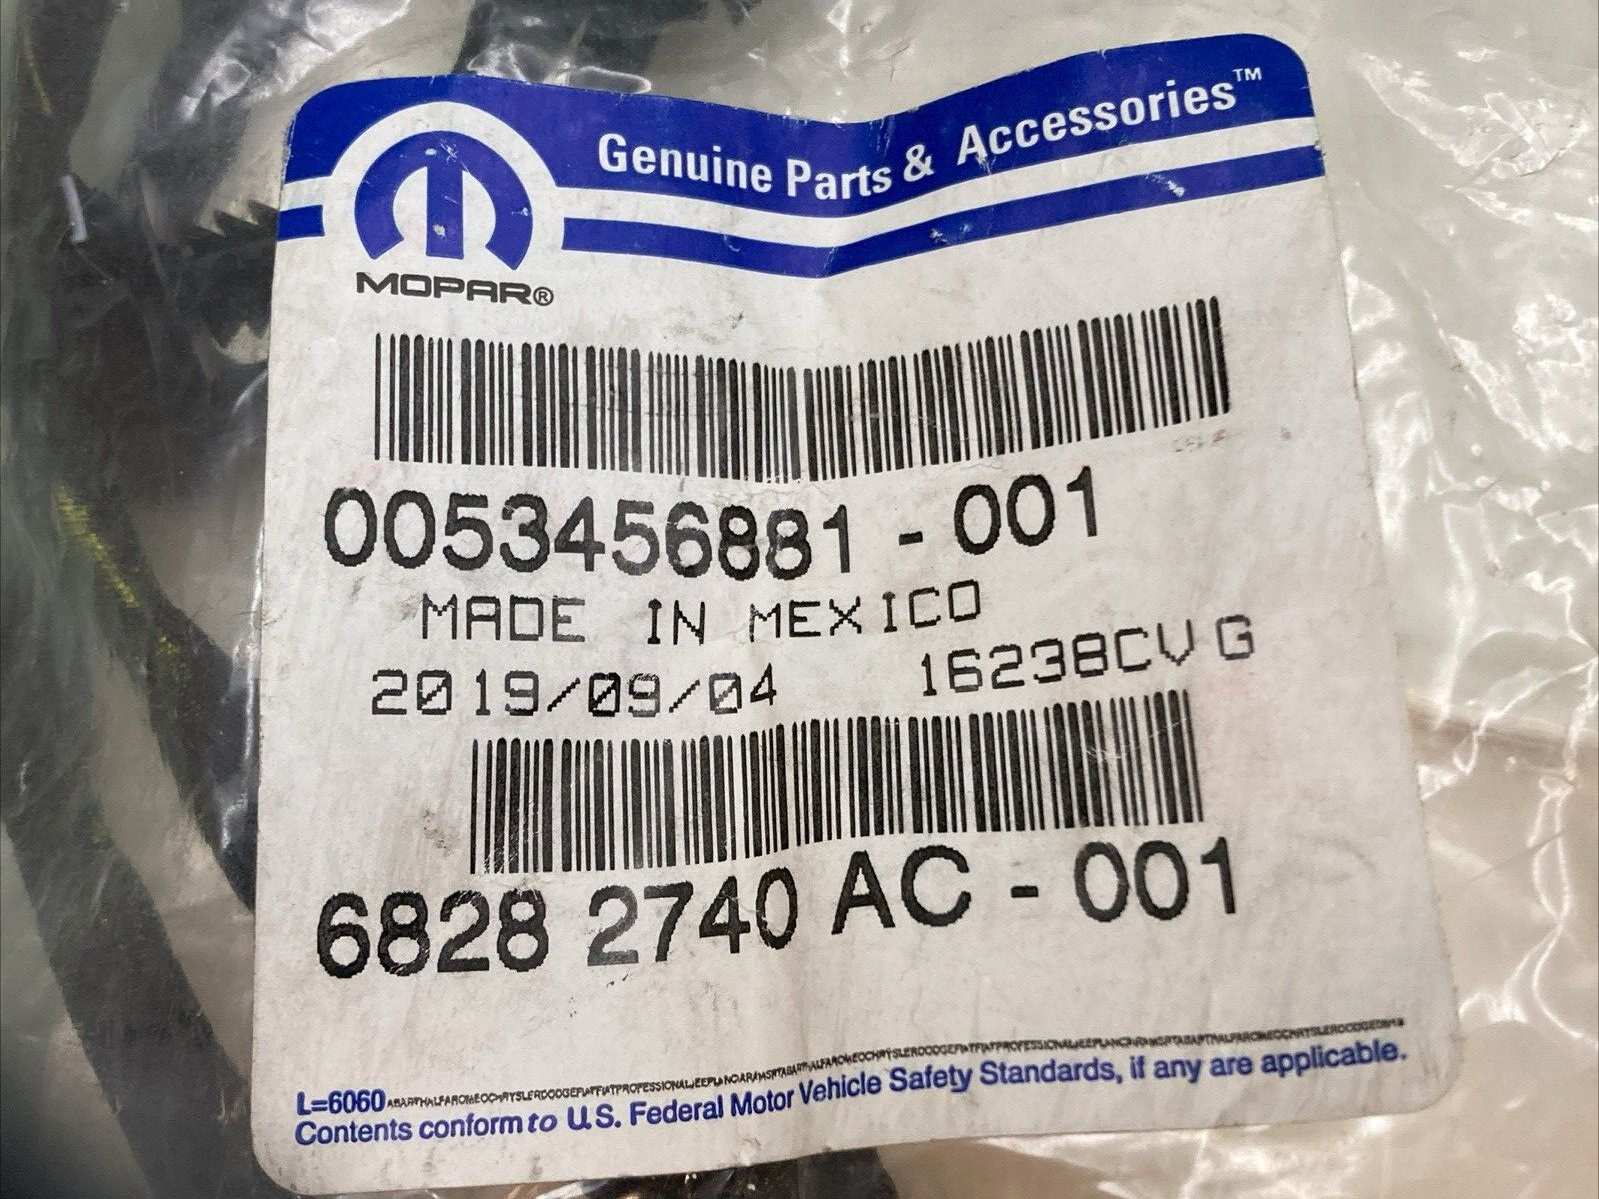 Genuine Parts & Accessories™
MOPAR®
0053456881 - 001
MADE IN MEXICO
2019/09/04 16238CV G
6828 2740 AC - 001
L=6060
Contents conform to U.S. Federal Motor Vehicle Safety Standards, if any are applicable.